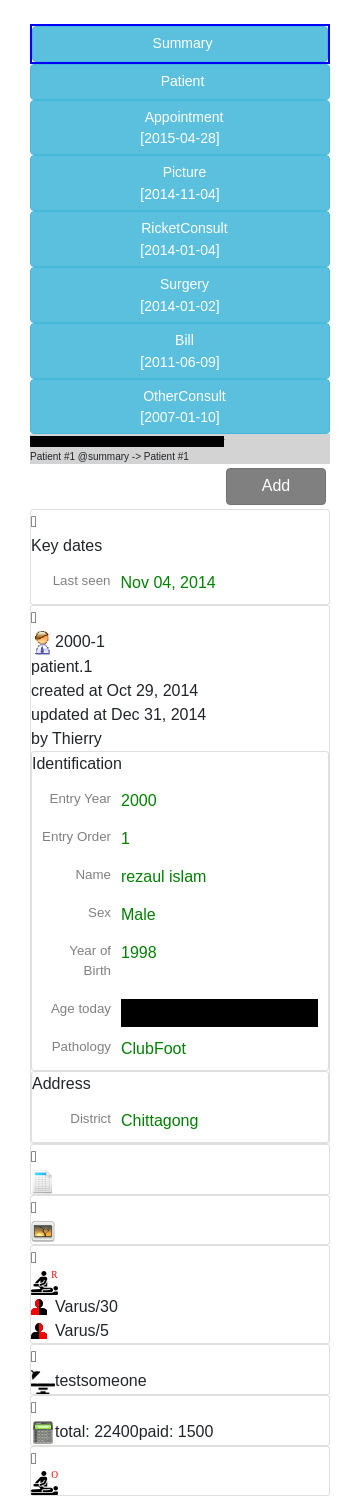 Summary
Patient
Appointment
[2015-04-28]
Picture
[2014-11-04]
RicketConsult
[2014-01-04]
Surgery
[2014-01-02]
Bill
[2011-06-09]
OtherConsult
[2007-01-10]
Patient #1 @summary -> Patient #1
Add
Key dates
Last seen Nov 04, 2014
2000-1
patient.1
created at Oct 29, 2014
updated at Dec 31, 2014
by Thierry
Identification
Entry Year 2000
Entry Order 1
Name rezaul islam
Sex Male
Year of Birth 1998
Age today
Pathology ClubFoot
Address
District Chittagong
R
Varus/30
Varus/5
testsomeone
total: 22400paid: 1500
O